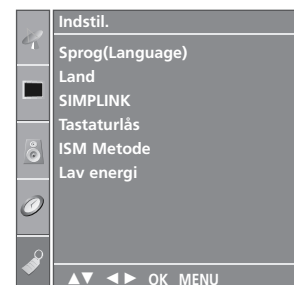 Indstil.
Sprog(Language)
Land
SIMPLINK
Tastaturlås
ISM Metode
Lav energi
▲▼ ◄► OK MENU